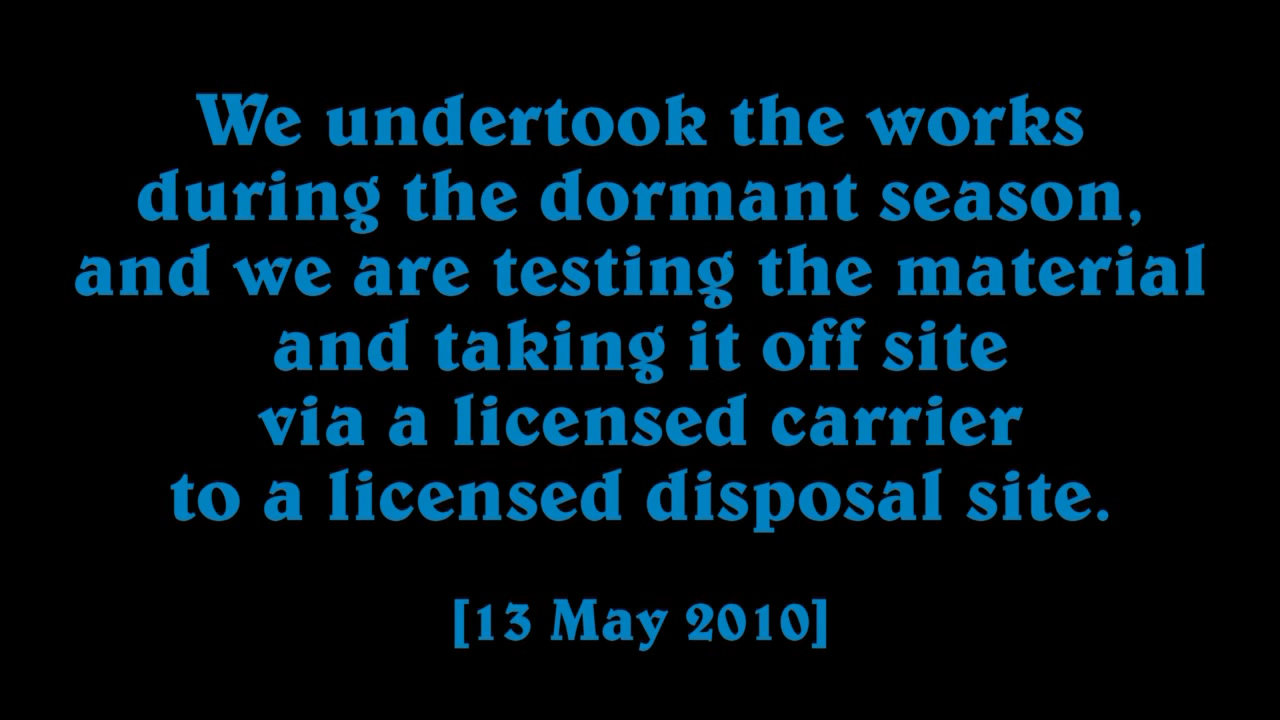 We undertook the works
during the dormant season,
and we are testing the material
and taking it off site
via a licensed carrier
to a licensed disposal site.
[13 May 2010]